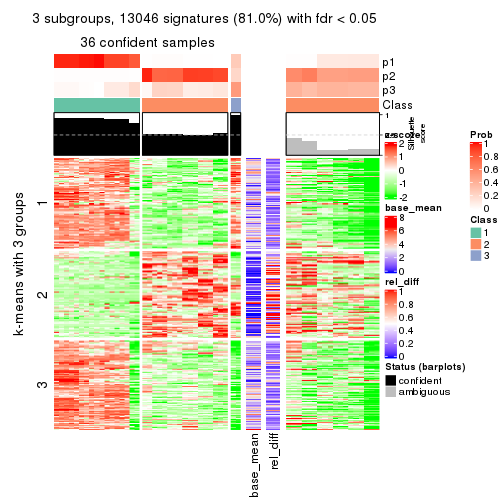 3 subgroups, 13046 signatures (81.0%) with fdr < 0.05
36 confident samples
p1
p2
p3
Class
1
Silhouette
score
z-score
2
1
0
-1
-2
base_mean
8
6
4
2
0
rel_diff
1
0.8
0.6
0.4
0.2
0
Status (barplots)
confident
ambiguous
Prob
1
0.8
0.6
0.4
0.2
0
Class
1
2
3
k-means with 3 groups
1
2
3
base_mean
rel_diff